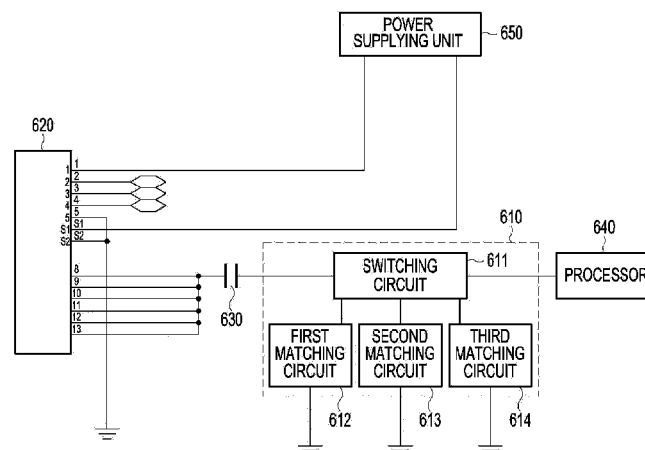 POWER
SUPPLYING UNIT
650
620
1 1
2 2
3 3
4 4
5 5
S1 S1
S2 S2
610
640
8
9
10
11
12
13
SWITCHING
CIRCUIT
611
PROCESSOR
630
FIRST
MATCHING
CIRCUIT
SECOND
MATCHING
CIRCUIT
THIRD
MATCHING
CIRCUIT
612
613
614